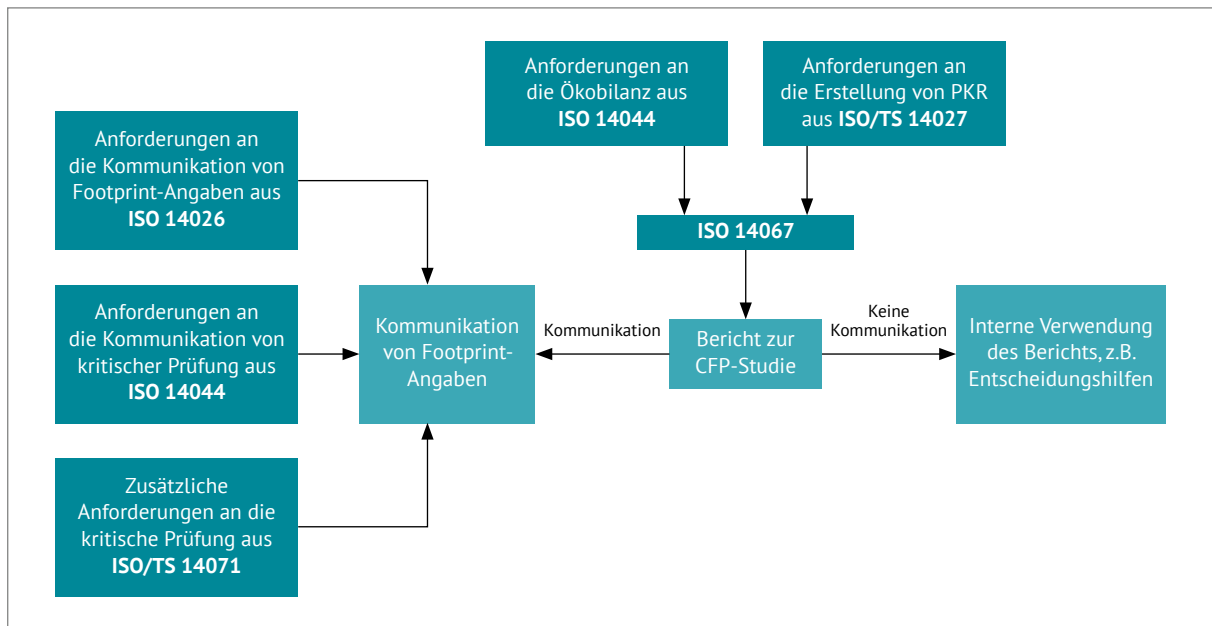 Anforderungen an
die Ökobilanz aus
ISO 14044
Anforderungen an
die Erstellung von PKR
aus ISO/TS 14027
Anforderungen an
die Kommunikation von
Footprint-Angaben aus
ISO 14026
ISO 14067
Anforderungen an
die Kommunikation von
kritischer Prüfung aus
ISO 14044
Kommunikation
von Footprint-
Angaben
Kommunikation
Bericht zur
CFP-Studie
Keine
Kommunikation
Interne Verwendung
des Berichts, z.B.
Entscheidungshilfen
Zusätzliche
Anforderungen an die
kritische Prüfung aus
ISO/TS 14071